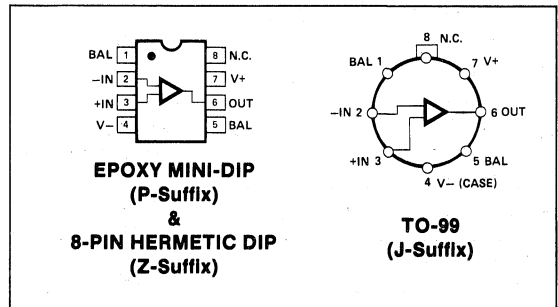 BAL 1
8 N.C.
-IN 2
7 V+
+IN 3
6 OUT
V- 4
5 BAL
EPOXY MINI-DIP
(P-Suffix)
&
8-PIN HERMETIC DIP
(Z-Suffix)
8 N.C.
BAL 1
7 V+
-IN 2
6 OUT
+IN 3
5 BAL
4 V- (CASE)
TO-99
(J-Suffix)